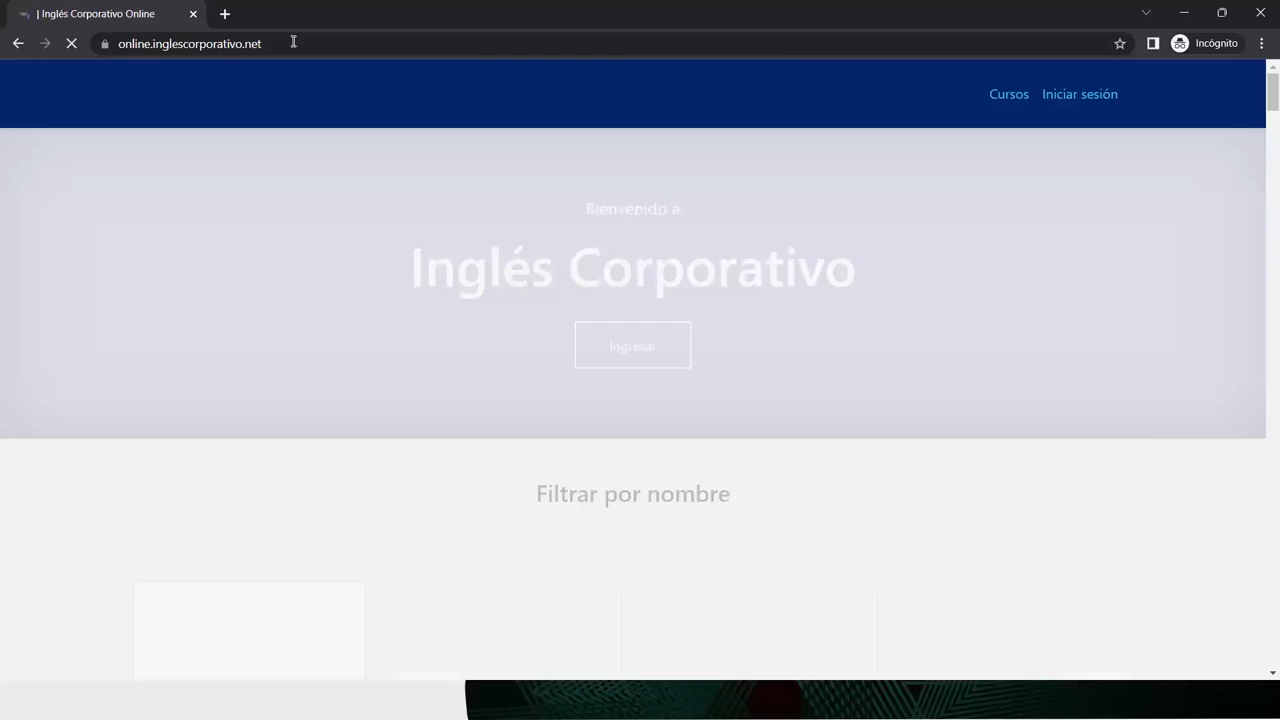 | Inglés Corporativo Online
online.inglescorporativo.net
Incógnito
Cursos Iniciar sesión
Bienvenido a
Inglés Corporativo
Ingresar
Filtrar por nombre